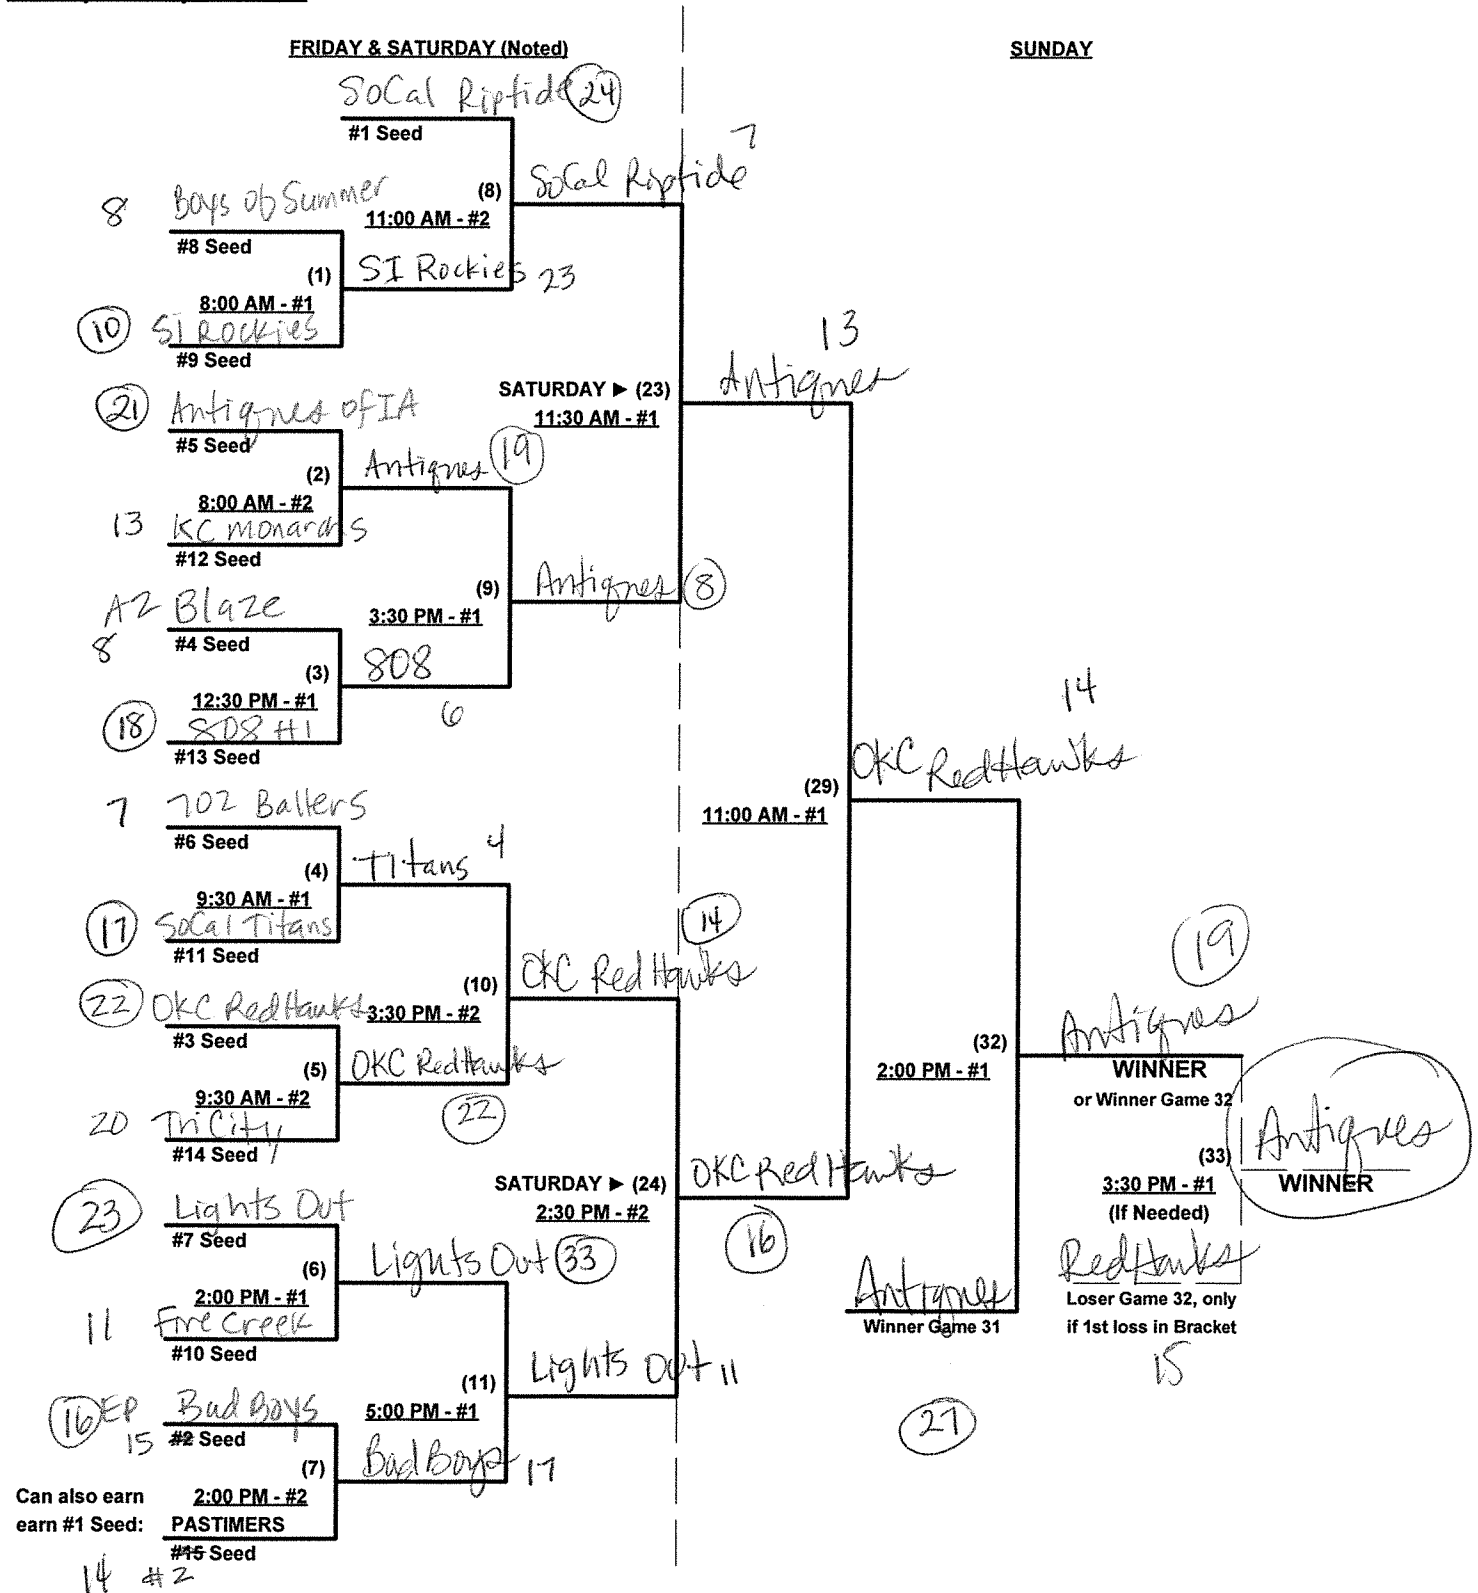 FRIDAY & SATURDAY (Noted)
SUNDAY
SoCal Riptide 24
#1 Seed
7
SoCal Riptide
(8)
11:00 AM - #2
8 Boys of Summer
#8 Seed
(1)
8:00 AM - #1
SI Rockies 23
10 SI Rockies
#9 Seed
13
Antiques
SATURDAY ► (23)
11:30 AM - #1
21 Antiques of IA
#5 Seed
(2)
8:00 AM - #2
Antiques 19
13 KC Monarchs
#12 Seed
(9)
3:30 PM - #1
Antiques 8
A2 Blaze
8
#4 Seed
(3)
12:30 PM - #1
808
6
18 808 #1
#13 Seed
14
OKC RedHawks
(29)
11:00 AM - #1
7 702 Ballers
#6 Seed
(4)
9:30 AM - #1
Titans 4
17 SoCal Titans
#11 Seed
14
OKC RedHawks
(10)
3:30 PM - #2
22 OKC RedHawks
#3 Seed
(5)
9:30 AM - #2
OKC RedHawks
22
20 Tri City
#14 Seed
19
Antiques
WINNER
or Winner Game 32
(32)
2:00 PM - #1
Antiques
WINNER
(33)
3:30 PM - #1
(If Needed)
RedHawks
Loser Game 32, only
if 1st loss in Bracket
15
SATURDAY ► (24)
2:30 PM - #2
OKC RedHawks
16
Antiques
Winner Game 31
27
23 Lights Out
#7 Seed
(6)
2:00 PM - #1
Lights Out 33
11 Fire Creek
#10 Seed
(11)
5:00 PM - #1
Lights Out 11
16 EP Bad Boys
15 #2 Seed
(7)
2:00 PM - #2
Bad Boys 17
Can also earn
earn #1 Seed: PASTIMERS
#15 Seed
14 #2